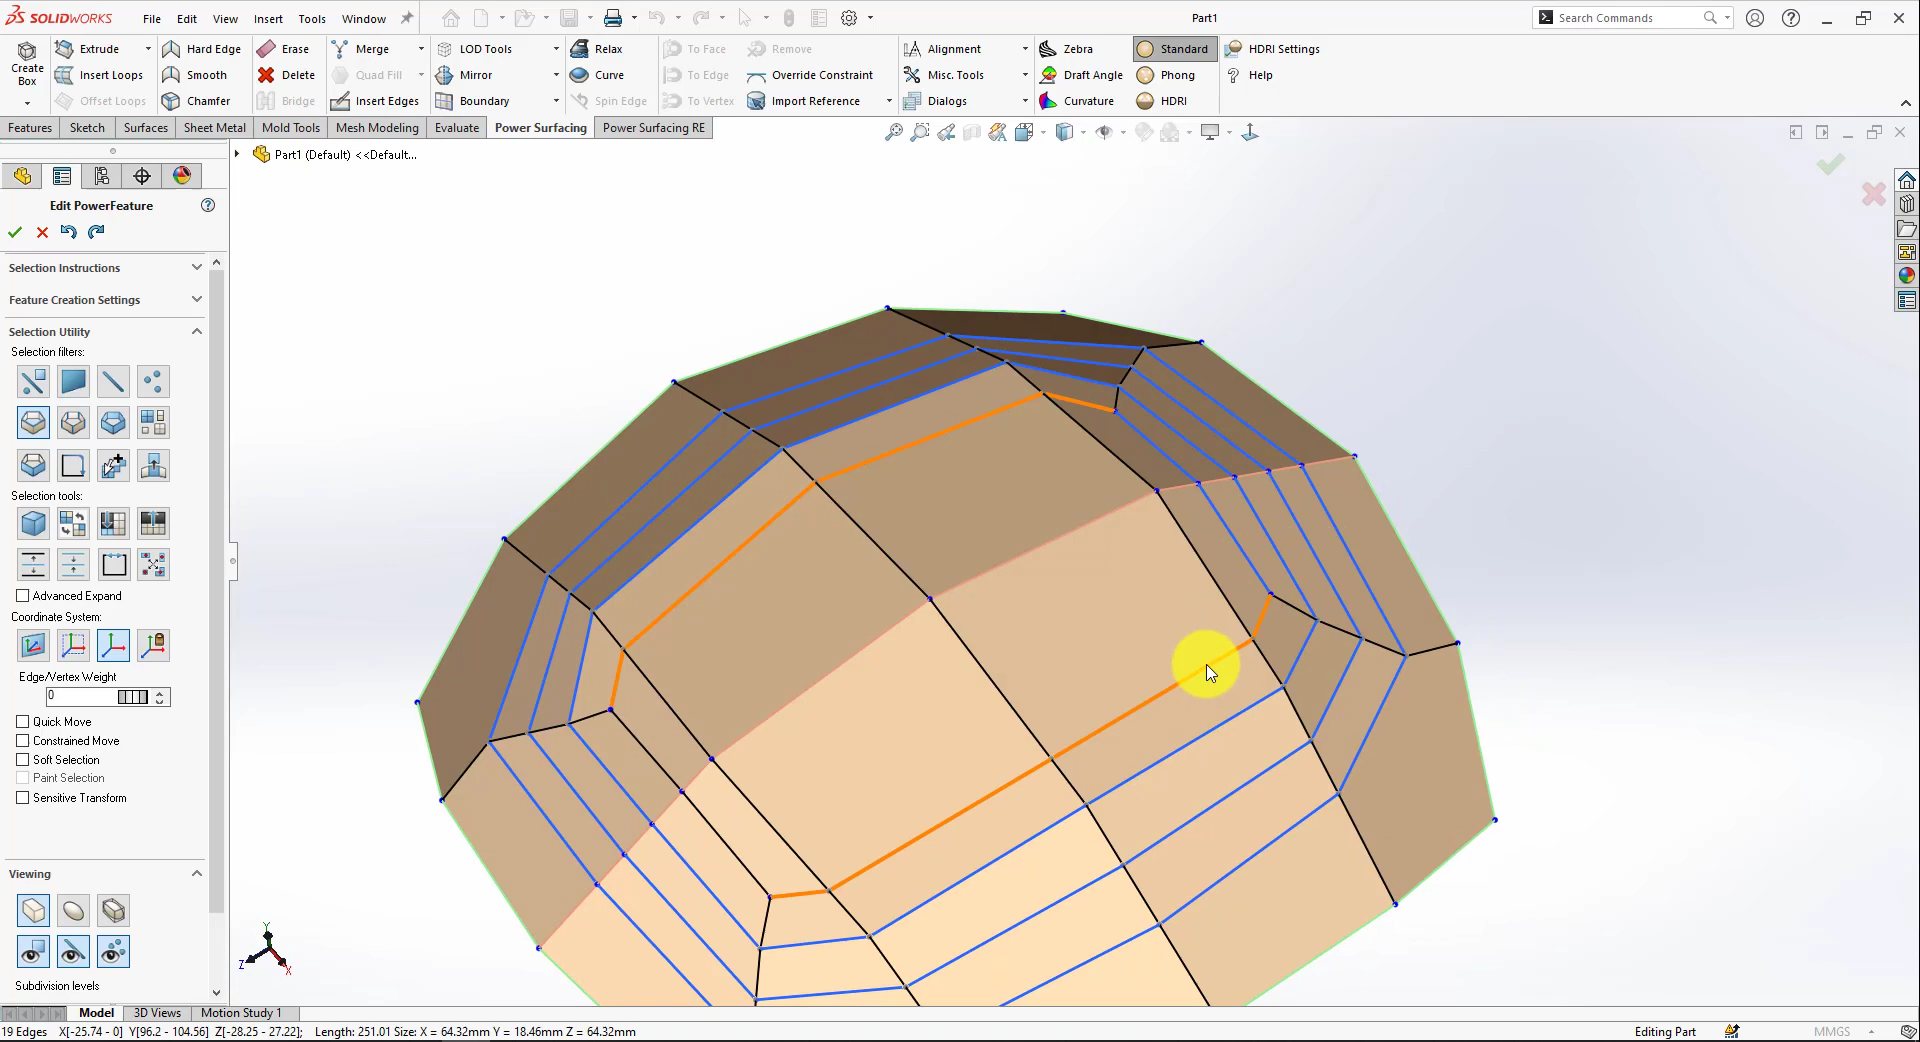 SOLIDWORKS
File Edit View Insert Tools Window
Part1
Search Commands
Create Box
Extrude
Insert Loops
Offset Loops
Hard Edge
Smooth
Chamfer
Erase
Delete
Bridge
Merge
Quad Fill
Insert Edges
LOD Tools
Mirror
Boundary
Relax
Curve
Spin Edge
To Face
To Edge
To Vertex
Remove
Override Constraint
Import Reference
Alignment
Misc. Tools
Dialogs
Zebra
Draft Angle
Curvature
Standard
Phong
HDRI
HDRI Settings
Help
Features Sketch Surfaces Sheet Metal Mold Tools Mesh Modeling Evaluate Power Surfacing Power Surfacing RE
Part1 (Default) <<Default...
Edit PowerFeature
Selection Instructions
Feature Creation Settings
Selection Utility
Selection filters:
Selection tools:
Advanced Expand
Coordinate System:
Edge/Vertex Weight
0
Quick Move
Constrained Move
Soft Selection
Paint Selection
Sensitive Transform
Viewing
Subdivision levels
Y
Z
X
Model 3D Views Motion Study 1
19 Edges X[-25.74 - 0] Y[96.2 - 104.56] Z[-28.25 - 27.22]; Length: 251.01 Size: X = 64.32mm Y = 18.46mm Z = 64.32mm
Editing Part
MMGS